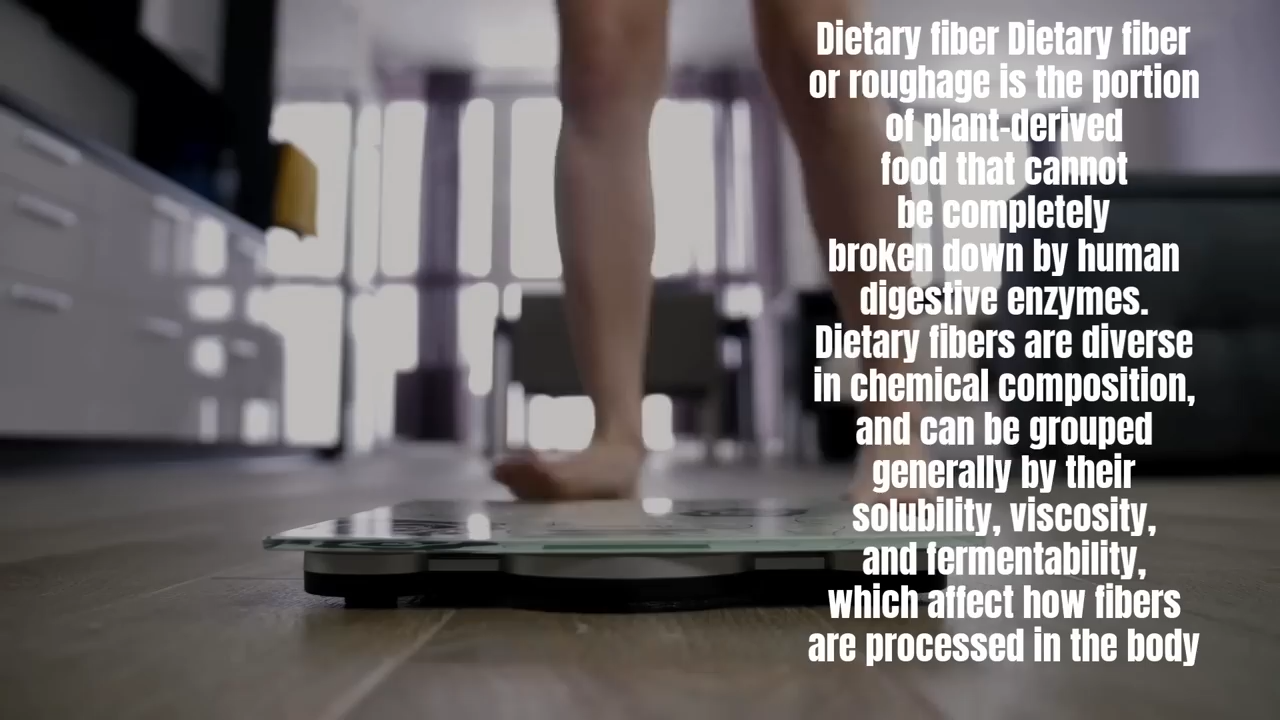 Dietary fiber Dietary fiber
or roughage is the portion
of plant-derived
food that cannot
be completely
broken down by human
digestive enzymes.
Dietary fibers are diverse
in chemical composition,
and can be grouped
generally by their
solubility, viscosity,
and fermentability,
which affect how fibers
are processed in the body